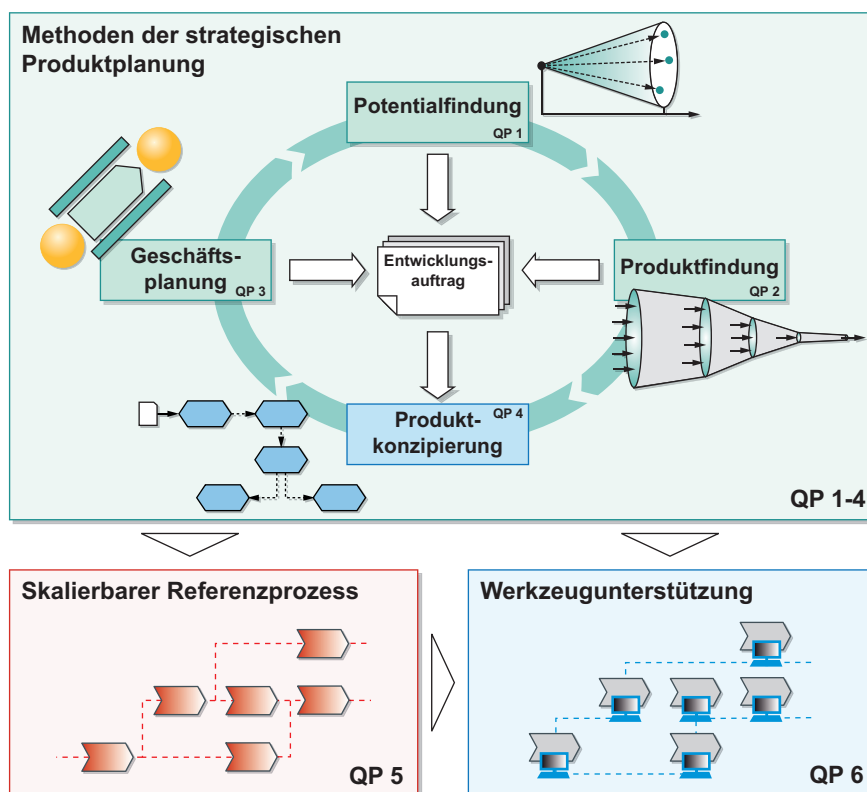 Methoden der strategischen
Produktplanung
Potentialfindung
QP 1
Geschäfts-
planung
QP 3
Entwicklungs-
auftrag
Produktfindung
QP 2
QP 4
Produkt-
konzipierung
QP 1-4
Skalierbarer Referenzprozess
QP 5
Werkzeugunterstützung
QP 6